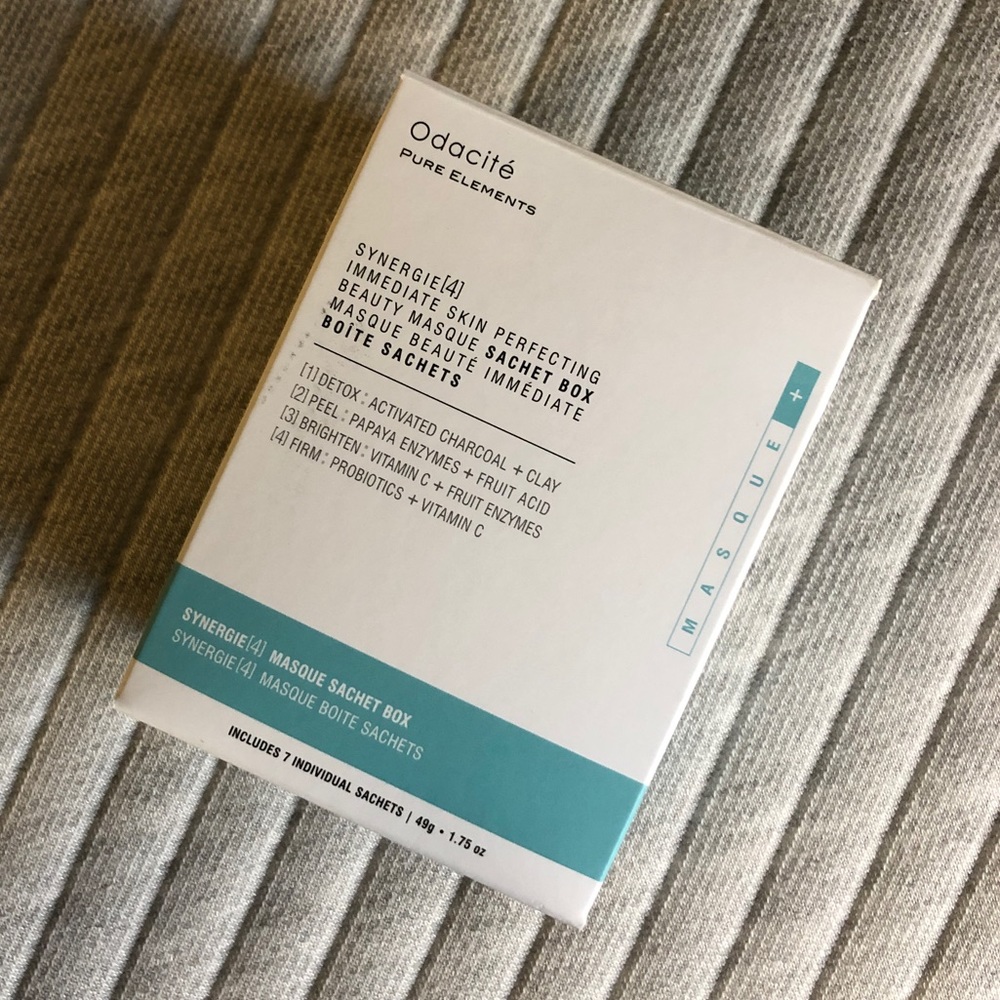 Odacité
PURE ELEMENTS
SYNERGIE[4]
IMMEDIATE SKIN PERFECTING
BEAUTY MASQUE SACHET BOX
MASQUE BEAUTÉ IMMÉDIATE
BOÎTE SACHETS
[1] DETOX : ACTIVATED CHARCOAL + CLAY
[2] PEEL : PAPAYA ENZYMES + FRUIT ACID
[3] BRIGHTEN : VITAMIN C + FRUIT ENZYMES
[4] FIRM : PROBIOTICS + VITAMIN C
MASQUE +
SYNERGIE[4] MASQUE SACHET BOX
SYNERGIE[4] MASQUE BOITE SACHETS
INCLUDES 7 INDIVIDUAL SACHETS | 49g • 1.75 oz